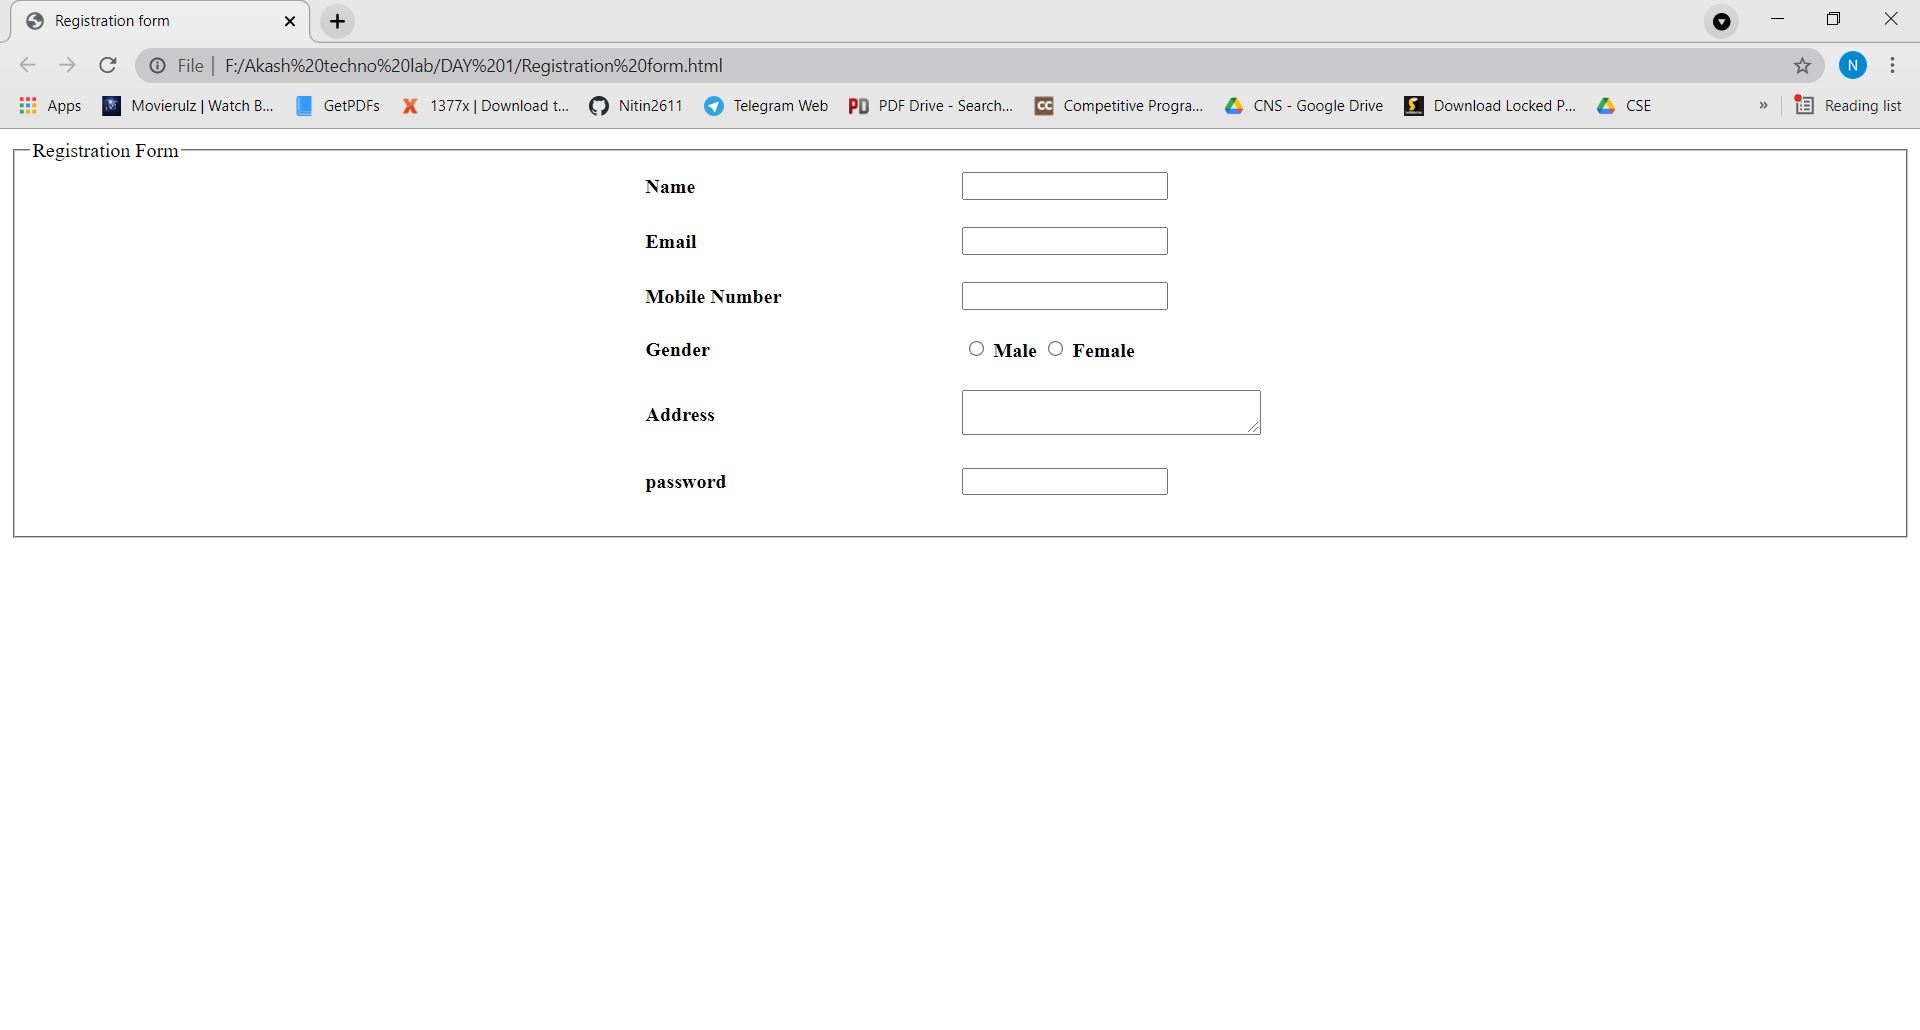 Registration form
File | F:/Akash%20techno%20lab/DAY%201/Registration%20form.html N
Apps Movierulz | Watch B... GetPDFs 1377x | Download t... Nitin2611 Telegram Web PD PDF Drive - Search... CC Competitive Progra... CNS - Google Drive S Download Locked P... CSE » Reading list
Registration Form
Name
Email
Mobile Number
Gender Male Female
Address
password